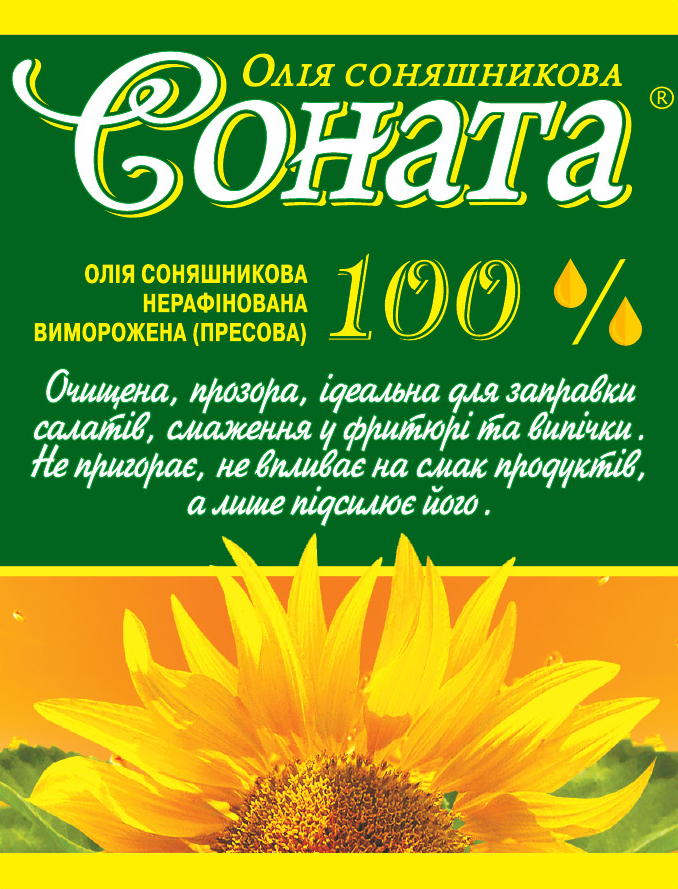 Олія соняшникова
Соната ®
ОЛІЯ СОНЯШНИКОВА
НЕРАФІНОВАНА
ВИМОРОЖЕНА (ПРЕСОВА)
100 %
Очищена, прозора, ідеальна для заправки
салатів, смаження у фритюрі та випічки.
Не пригорає, не впливає на смак продуктів,
а лише підсилює його.